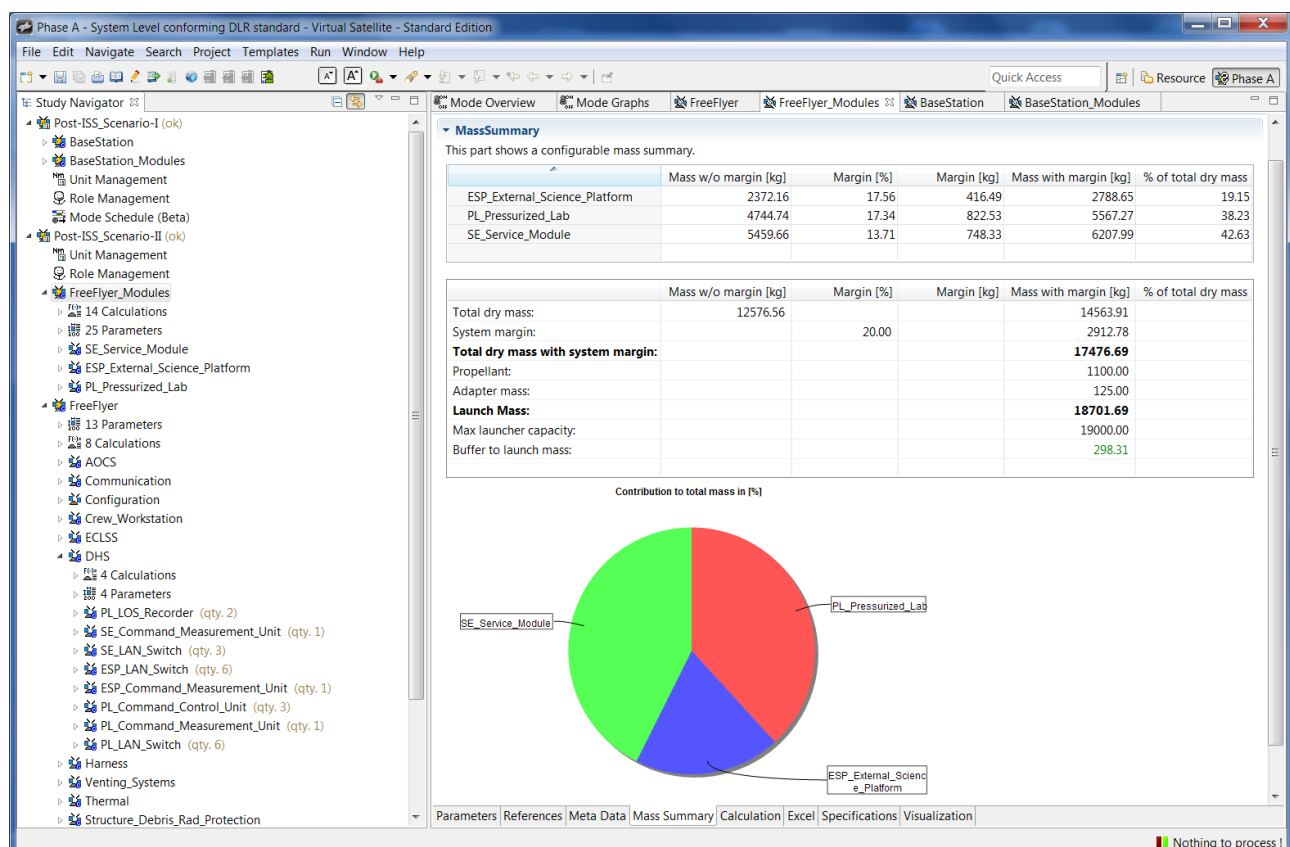 Phase A - System Level conforming DLR standard - Virtual Satellite - Standard Edition
File Edit Navigate Search Project Templates Run Window Help
Quick Access Resource Phase A
Study Navigator
Post-ISS_Scenario-I (ok)
BaseStation
BaseStation_Modules
Unit Management
Role Management
Mode Schedule (Beta)
Post-ISS_Scenario-II (ok)
Unit Management
Role Management
FreeFlyer_Modules
14 Calculations
25 Parameters
SE_Service_Module
ESP_External_Science_Platform
PL_Pressurized_Lab
FreeFlyer
13 Parameters
8 Calculations
AOCS
Communication
Configuration
Crew_Workstation
ECLSS
DHS
4 Calculations
4 Parameters
PL_LOS_Recorder (qty. 2)
SE_Command_Measurement_Unit (qty. 1)
SE_LAN_Switch (qty. 3)
ESP_LAN_Switch (qty. 6)
ESP_Command_Measurement_Unit (qty. 1)
PL_Command_Control_Unit (qty. 3)
PL_Command_Measurement_Unit (qty. 1)
PL_LAN_Switch (qty. 6)
Harness
Venting_Systems
Thermal
Structure_Debris_Rad_Protection
Mode Overview Mode Graphs FreeFlyer FreeFlyer_Modules BaseStation BaseStation_Modules
MassSummary
This part shows a configurable mass summary.
Mass w/o margin [kg] Margin [%] Margin [kg] Mass with margin [kg] % of total dry mass
ESP_External_Science_Platform 2372.16 17.56 416.49 2788.65 19.15
PL_Pressurized_Lab 4744.74 17.34 822.53 5567.27 38.23
SE_Service_Module 5459.66 13.71 748.33 6207.99 42.63
Mass w/o margin [kg] Margin [%] Margin [kg] Mass with margin [kg] % of total dry mass
Total dry mass: 12576.56 14563.91
System margin: 20.00 2912.78
Total dry mass with system margin: 17476.69
Propellant: 1100.00
Adapter mass: 125.00
Launch Mass: 18701.69
Max launcher capacity: 19000.00
Buffer to launch mass: 298.31
Contribution to total mass in [%]
PL_Pressurized_Lab
SE_Service_Module
ESP_External_Scienc
e_Platform
Parameters References Meta Data Mass Summary Calculation Excel Specifications Visualization
Nothing to process !